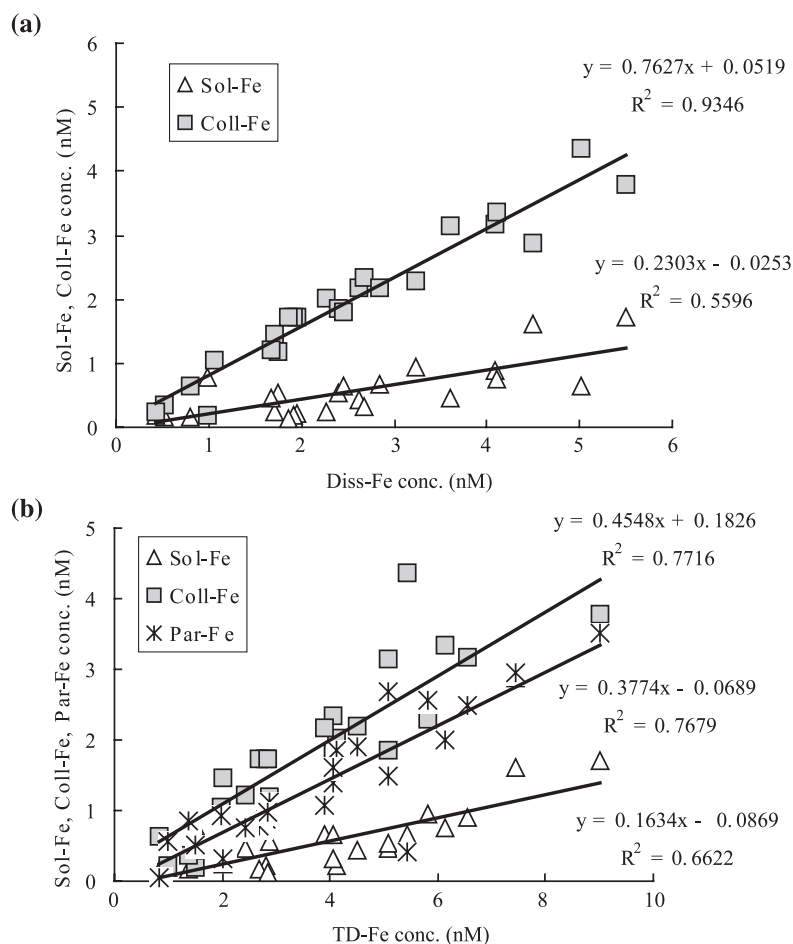 (a)
6
5
4
3
2
1
0
Sol-Fe, Coll-Fe conc. (nM)
Sol-Fe
Coll-Fe
y = 0.7627x + 0.0519
R² = 0.9346
y = 0.2303x - 0.0253
R² = 0.5596
0 1 2 3 4 5 6
Diss-Fe conc. (nM)
(b)
5
4
3
2
1
0
Sol-Fe, Coll-Fe, Par-Fe conc. (nM)
Sol-Fe
Coll-Fe
Par-Fe
y = 0.4548x + 0.1826
R² = 0.7716
y = 0.3774x - 0.0689
R² = 0.7679
y = 0.1634x - 0.0869
R² = 0.6622
0 2 4 6 8 10
TD-Fe conc. (nM)